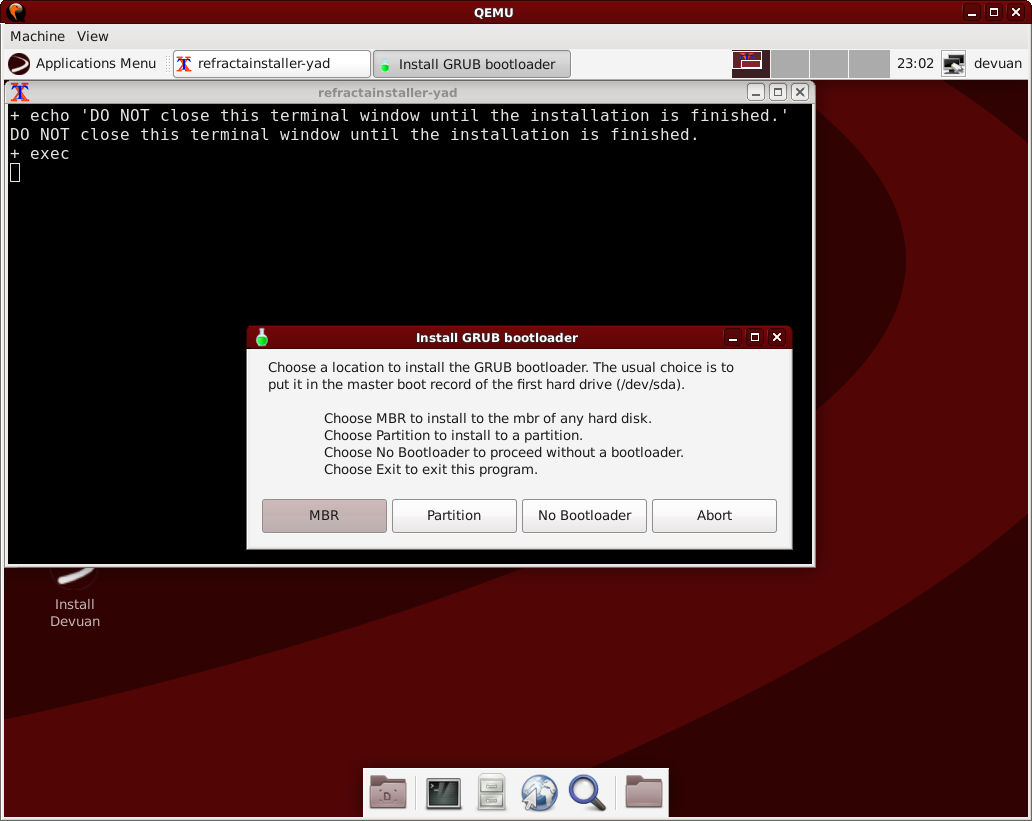 QEMU
Machine View
Applications Menu refractainstaller-yad Install GRUB bootloader 23:02 devuan
refractainstaller-yad
+ echo 'DO NOT close this terminal window until the installation is finished.'
DO NOT close this terminal window until the installation is finished.
+ exec
Install GRUB bootloader
Choose a location to install the GRUB bootloader. The usual choice is to
put it in the master boot record of the first hard drive (/dev/sda).
Choose MBR to install to the mbr of any hard disk.
Choose Partition to install to a partition.
Choose No Bootloader to proceed without a bootloader.
Choose Exit to exit this program.
MBR Partition No Bootloader Abort
Install
Devuan
D